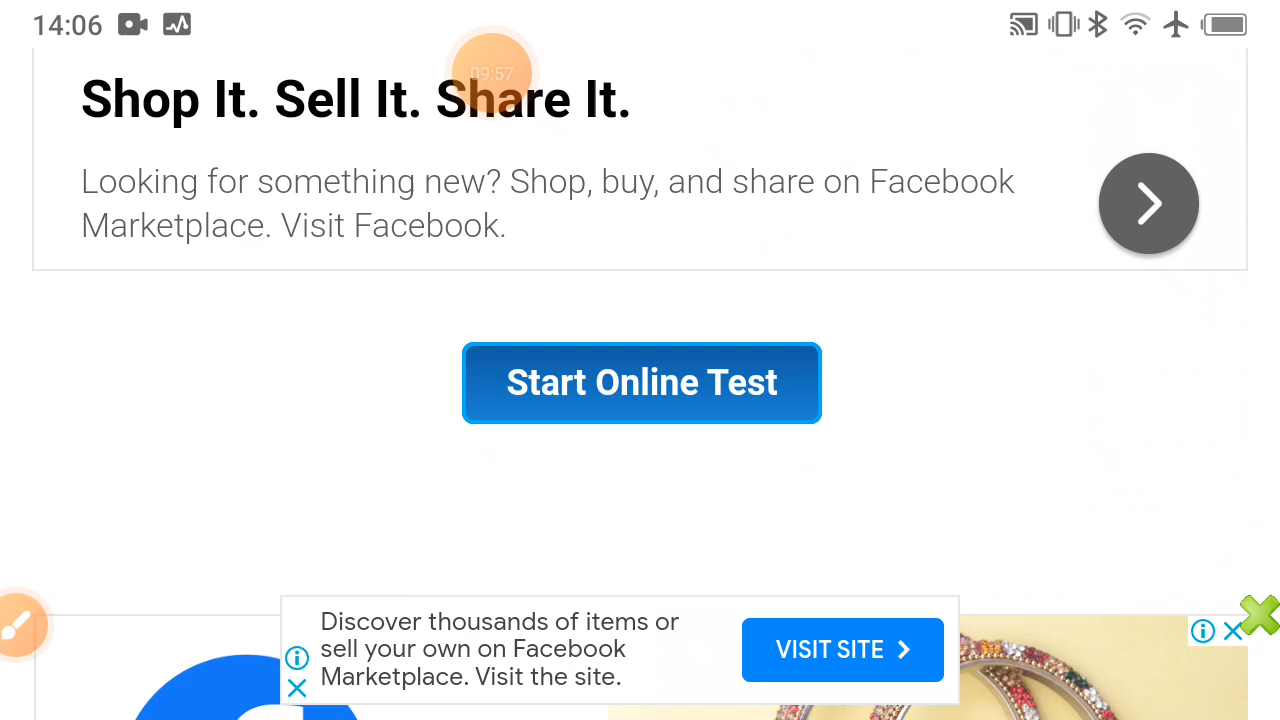 14:06
09:57
Shop It. Sell It. Share It.
Looking for something new? Shop, buy, and share on Facebook
Marketplace. Visit Facebook.
Start Online Test
Discover thousands of items or
sell your own on Facebook
Marketplace. Visit the site.
VISIT SITE